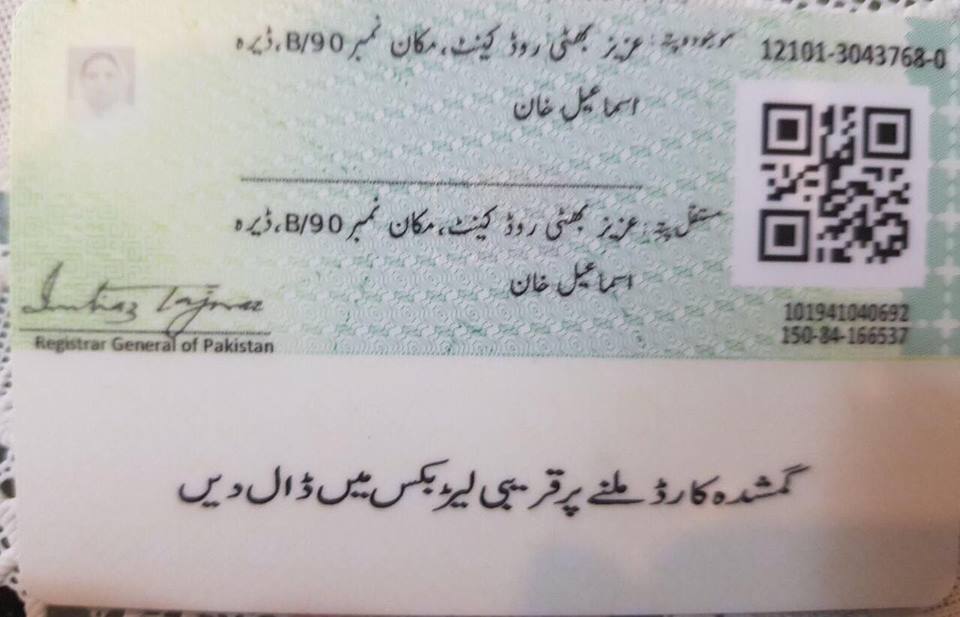 موجودہ پتہ: عزیز بھٹی روڈ کینٹ، مکان نمبر B/90، ڈیرہ
12101-3043768-0
اسماعیل خان
مستقل پتہ: عزیز بھٹی روڈ کینٹ، مکان نمبر B/90، ڈیرہ
اسماعیل خان
101941040692
150-84-166537
Registrar General of Pakistan
گمشدہ کارڈ ملنے پر قریبی لیٹر بکس میں ڈال دیں